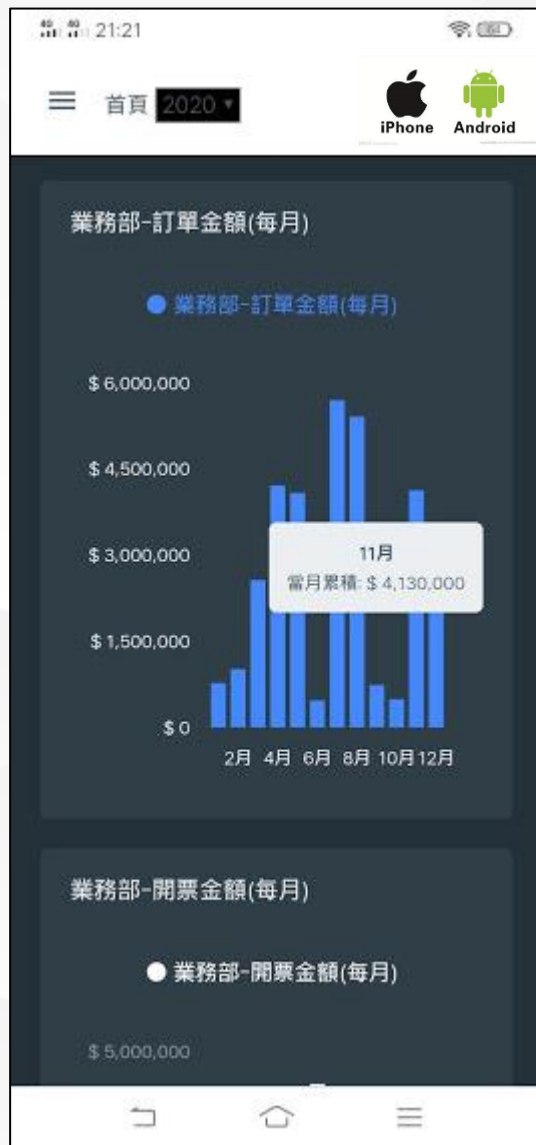 21:21
首頁 2020
iPhone Android
業務部-訂單金額(每月)
業務部-訂單金額(每月)
$ 6,000,000
$ 4,500,000
$ 3,000,000
$ 1,500,000
$ 0
11月
當月累積: $ 4,130,000
2月 4月 6月 8月 10月 12月
業務部-開票金額(每月)
業務部-開票金額(每月)
$ 5,000,000